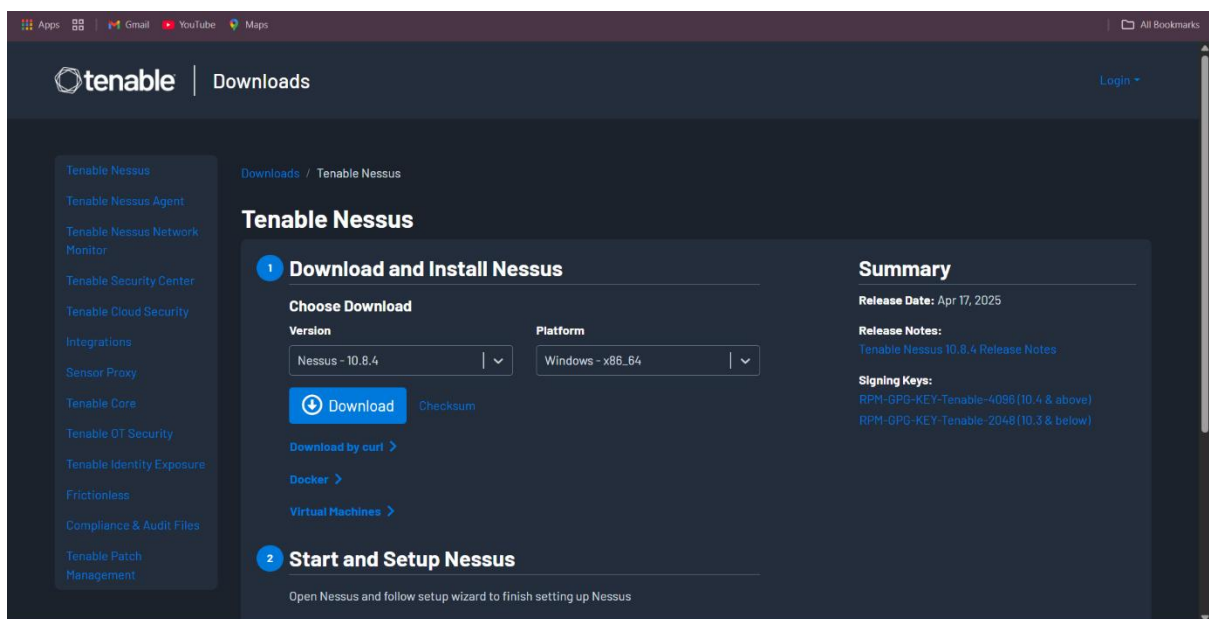 Apps
Gmail
YouTube
Maps
All Bookmarks
tenable
Downloads
Login
Tenable Nessus
Tenable Nessus Agent
Tenable Nessus Network
Monitor
Tenable Security Center
Tenable Cloud Security
Integrations
Sensor Proxy
Tenable Core
Tenable OT Security
Tenable Identity Exposure
Frictionless
Compliance & Audit Files
Tenable Patch
Management
Downloads / Tenable Nessus
Tenable Nessus
1 Download and Install Nessus
Choose Download
Version
Platform
Nessus - 10.8.4
Windows - x86_64
Download
Checksum
Download by curl
Docker
Virtual Machines
2 Start and Setup Nessus
Open Nessus and follow setup wizard to finish setting up Nessus
Summary
Release Date: Apr 17, 2025
Release Notes:
Tenable Nessus 10.8.4 Release Notes
Signing Keys:
RPM-GPG-KEY-Tenable-4096 (10.4 & above)
RPM-GPG-KEY-Tenable-2048 (10.3 & below)